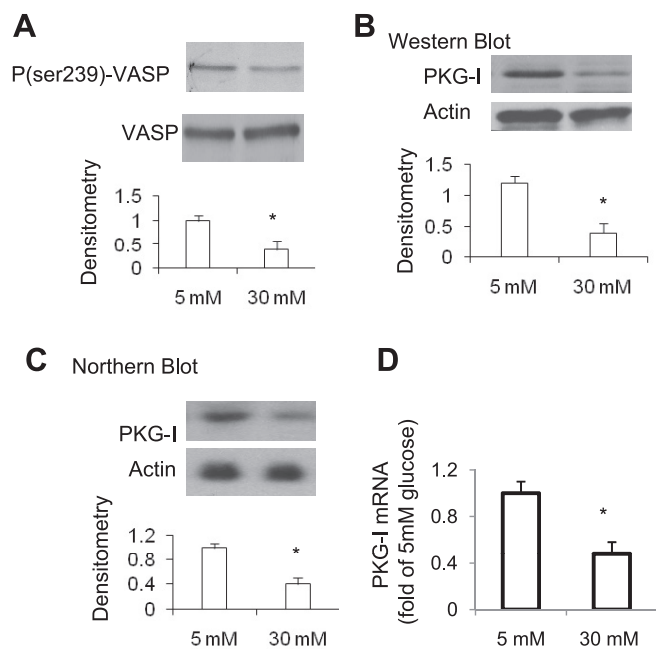 A
P(ser239)-VASP
VASP
Densitometry
1.5
1
0.5
0
*
5 mM 30 mM
B
Western Blot
PKG-I
Actin
Densitometry
1.5
1
0.5
0
*
5 mM 30 mM
C
Northern Blot
PKG-I
Actin
Densitometry
1.2
0.8
0.4
0
*
5 mM 30 mM
D
PKG-I mRNA
(fold of 5mM glucose)
1.2
0.8
0.4
0
*
5 mM 30 mM